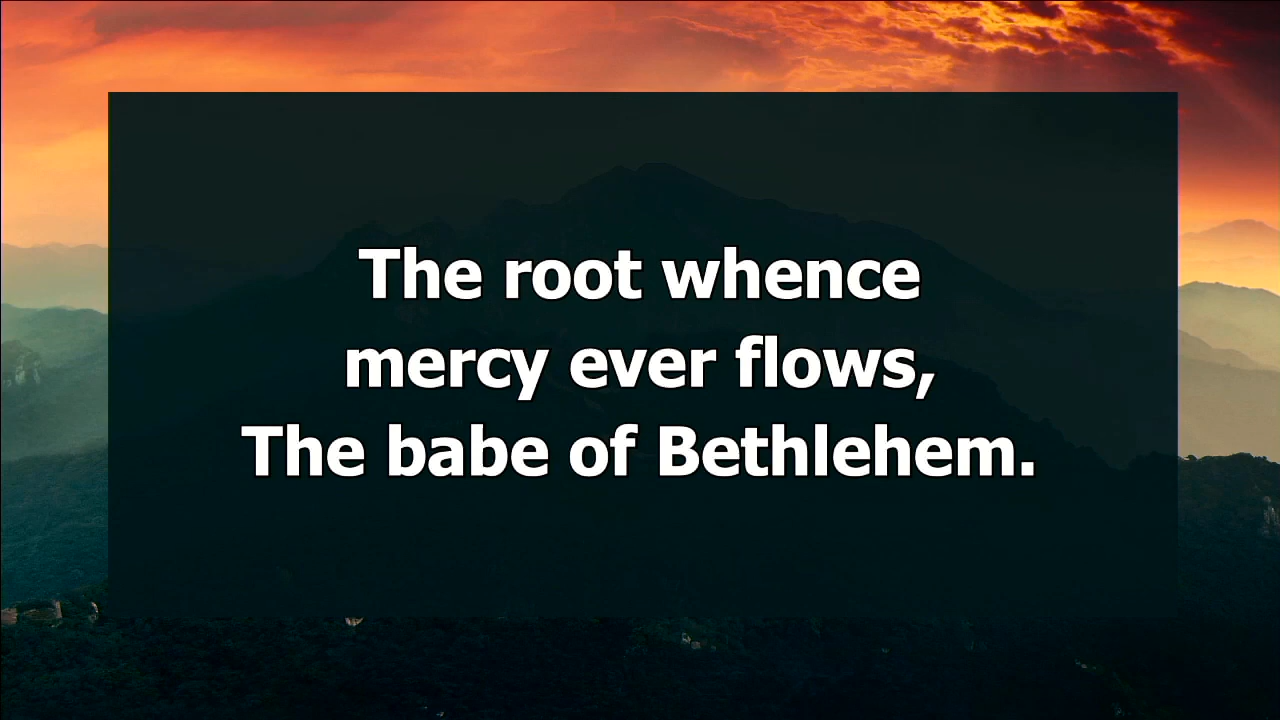 The root whence
mercy ever flows,
The babe of Bethlehem.